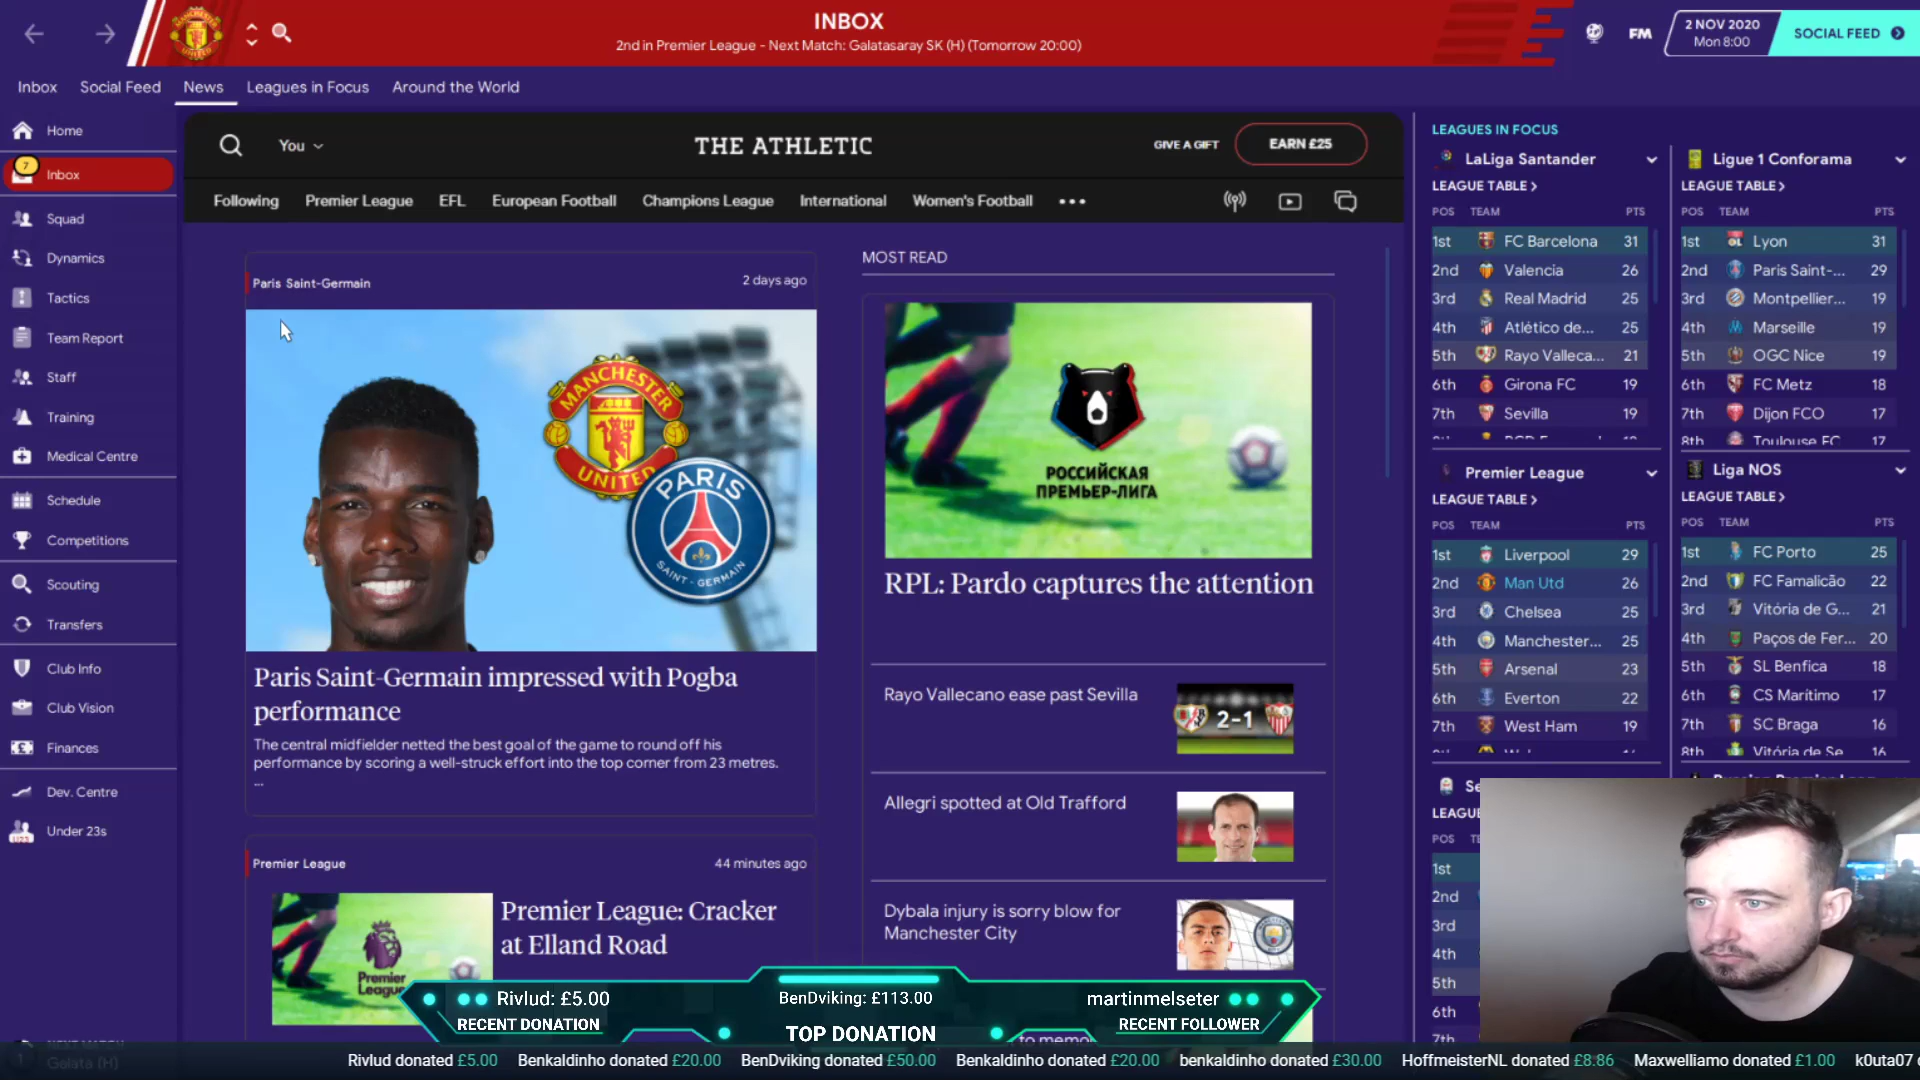 INBOX
2nd in Premier League - Next Match: Galatasaray SK (H) (Tomorrow 20:00)
FM
2 NOV 2020
Mon 8:00
SOCIAL FEED
Inbox
Social Feed
News
Leagues in Focus
Around the World
Home
7
Inbox
Squad
Dynamics
Tactics
Team Report
Staff
Training
Medical Centre
Schedule
Competitions
Scouting
Transfers
Club Info
Club Vision
Finances
Dev. Centre
Under 23s
Galata (H)
You
THE ATHLETIC
GIVE A GIFT
EARN £25
Following
Premier League
EFL
European Football
Champions League
International
Women's Football
Paris Saint-Germain
2 days ago
MANCHESTER
UNITED
PARIS
SAINT-GERMAIN
Paris Saint-Germain impressed with Pogba
performance
The central midfielder netted the best goal of the game to round off his
performance by scoring a well-struck effort into the top corner from 23 metres.
...
Premier League
44 minutes ago
Premier
League
Premier League: Cracker
at Elland Road
MOST READ
РОССИЙСКАЯ
ПРЕМЬЕР-ЛИГА
RPL: Pardo captures the attention
Rayo Vallecano ease past Sevilla
2-1
Allegri spotted at Old Trafford
Dybala injury is sorry blow for
Manchester City
LEAGUES IN FOCUS
LaLiga Santander
LEAGUE TABLE >
POS TEAM PTS
1st FC Barcelona 31
2nd Valencia 26
3rd Real Madrid 25
4th Atlético de... 25
5th Rayo Valleca... 21
6th Girona FC 19
7th Sevilla 19
Ligue 1 Conforama
LEAGUE TABLE >
POS TEAM PTS
1st Lyon 31
2nd Paris Saint-... 29
3rd Montpellier... 19
4th Marseille 19
5th OGC Nice 19
6th FC Metz 18
7th Dijon FCO 17
8th Toulouse FC 17
Premier League
LEAGUE TABLE >
POS TEAM PTS
1st Liverpool 29
2nd Man Utd 26
3rd Chelsea 25
4th Manchester... 25
5th Arsenal 23
6th Everton 22
7th West Ham 19
Liga NOS
LEAGUE TABLE >
POS TEAM PTS
1st FC Porto 25
2nd FC Famalicão 22
3rd Vitória de G... 21
4th Paços de Fer... 20
5th SL Benfica 18
6th CS Marítimo 17
7th SC Braga 16
8th Vitória de Se 16
Se
LEAGU
POS TE
1st
2nd
3rd
4th
5th
6th
7th
Rivlud: £5.00
RECENT DONATION
BenDviking: £113.00
TOP DONATION
martinmelseter
RECENT FOLLOWER
Rivlud donated £5.00 Benkaldinho donated £20.00 BenDviking donated £50.00 Benkaldinho donated £20.00 benkaldinho donated £30.00 HoffmeisterNL donated £8.86 Maxwelliamo donated £1.00 k0uta07